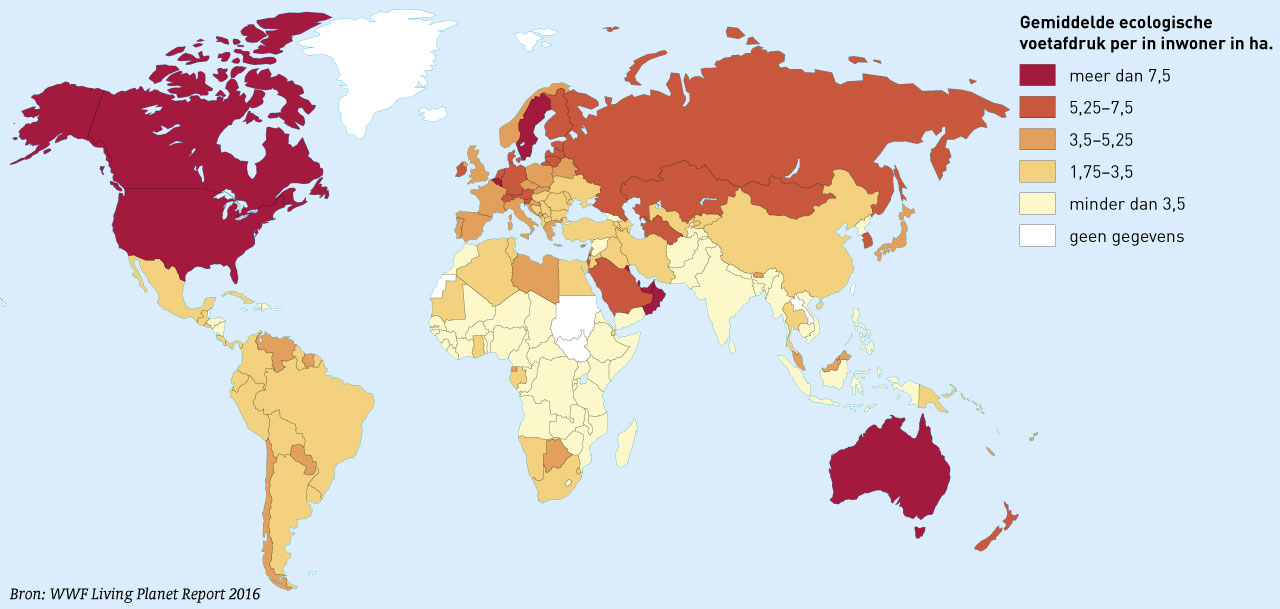 Gemiddelde ecologische
voetafdruk per in inwoner in ha.
meer dan 7,5
5,25–7,5
3,5–5,25
1,75–3,5
minder dan 3,5
geen gegevens
Bron: WWF Living Planet Report 2016